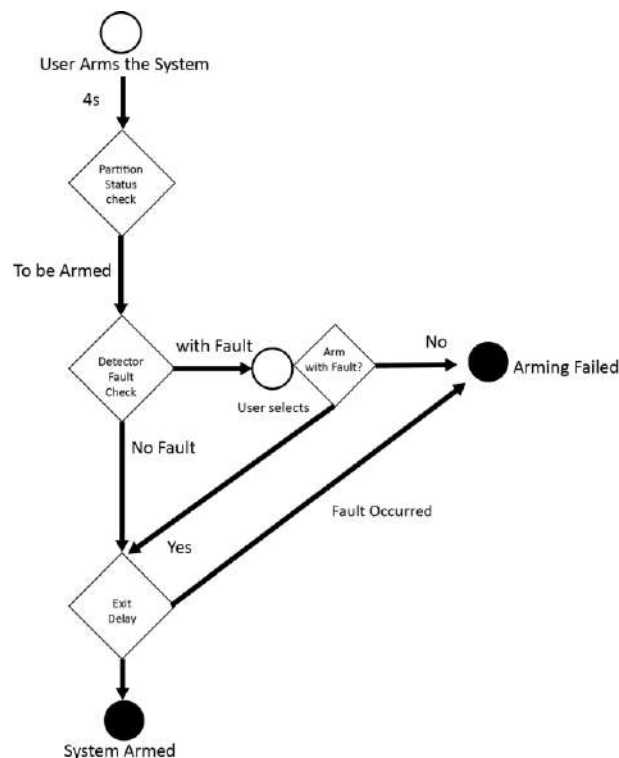 User Arms the System
4s
Partition
Status
check
To be Armed
Detector
Fault
Check
with Fault
User selects
Arm
with Fault?
No
Arming Failed
No Fault
Yes
Fault Occurred
Exit
Delay
System Armed